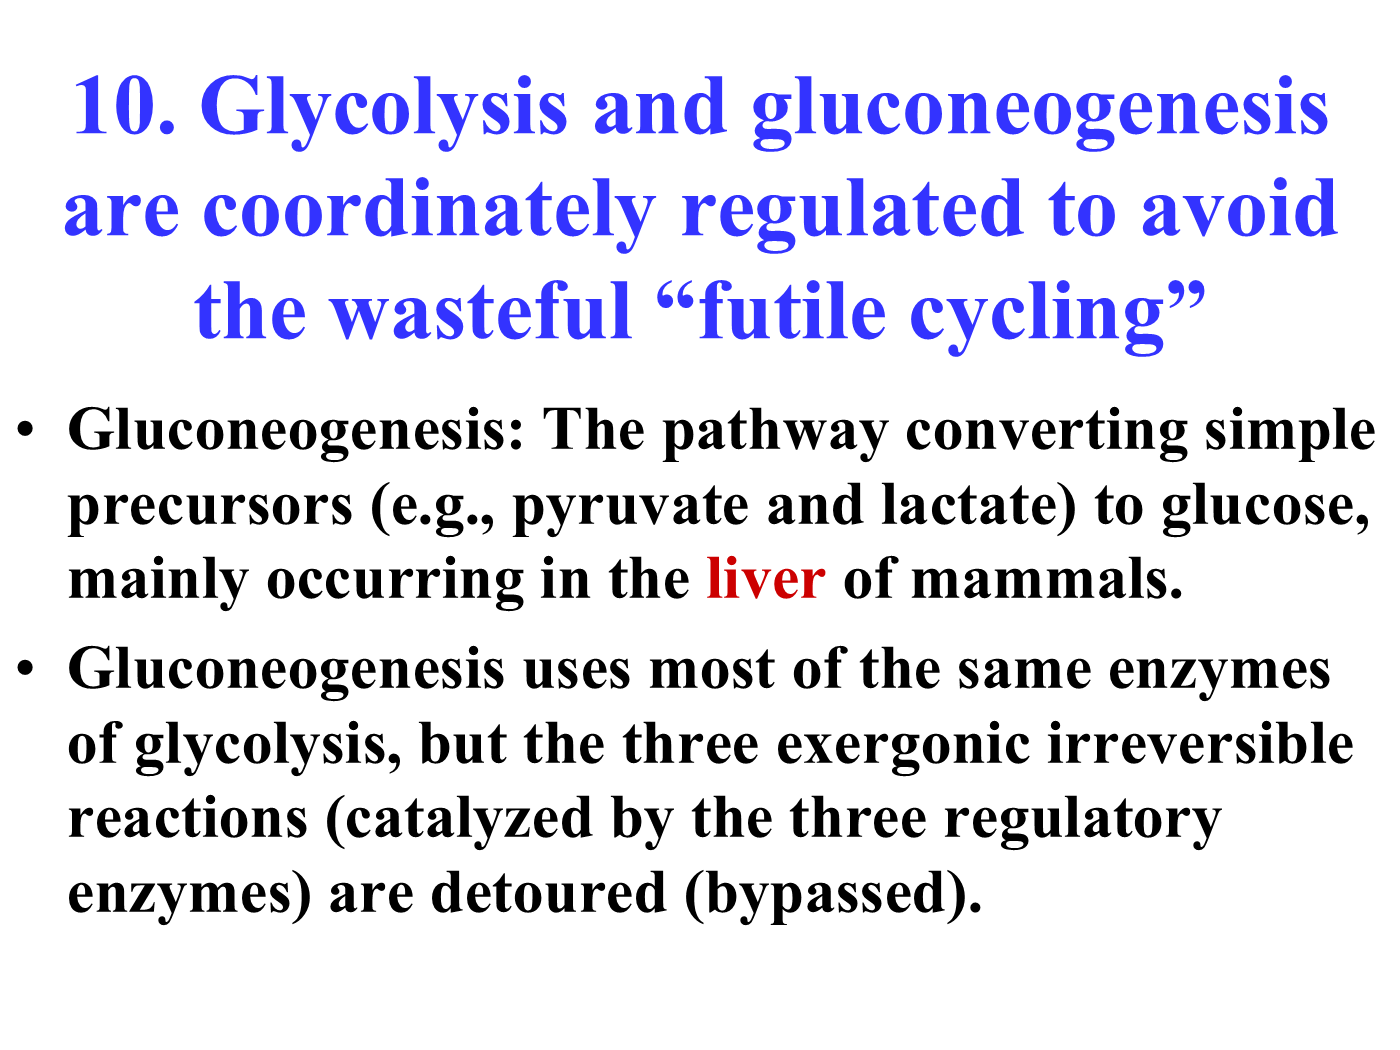 10. Glycolysis and gluconeogenesis
are coordinately regulated to avoid
the wasteful “futile cycling”
• Gluconeogenesis: The pathway converting simple
precursors (e.g., pyruvate and lactate) to glucose,
mainly occurring in the liver of mammals.
• Gluconeogenesis uses most of the same enzymes
of glycolysis, but the three exergonic irreversible
reactions (catalyzed by the three regulatory
enzymes) are detoured (bypassed).